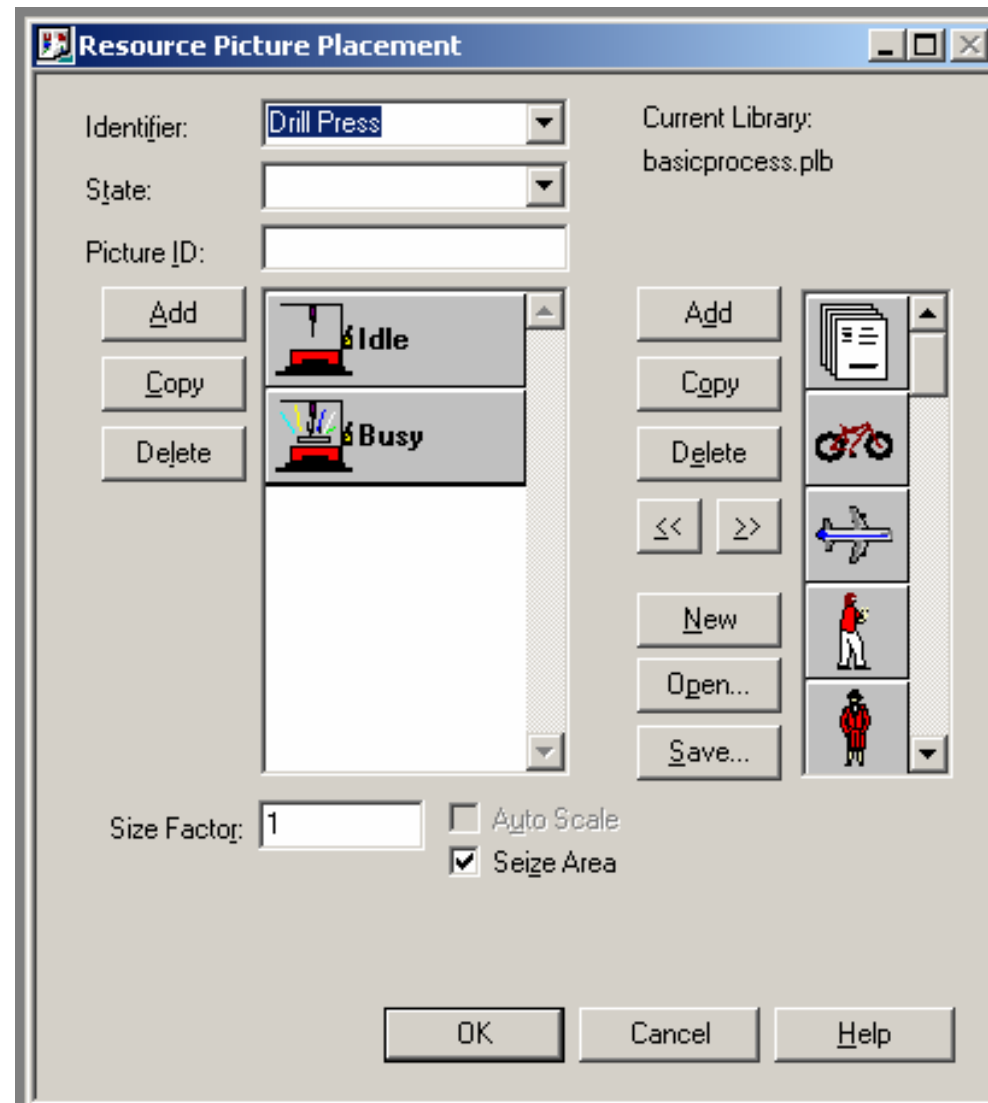 Resource Picture Placement
Identifier:
Drill Press
Current Library:
basicprocess.plb
State:
Picture ID:
Add
Copy
Delete
Idle
Busy
Add
Copy
Delete
<<
>>
New
Open...
Save...
Size Factor:
1
Auto Scale
Seize Area
OK
Cancel
Help